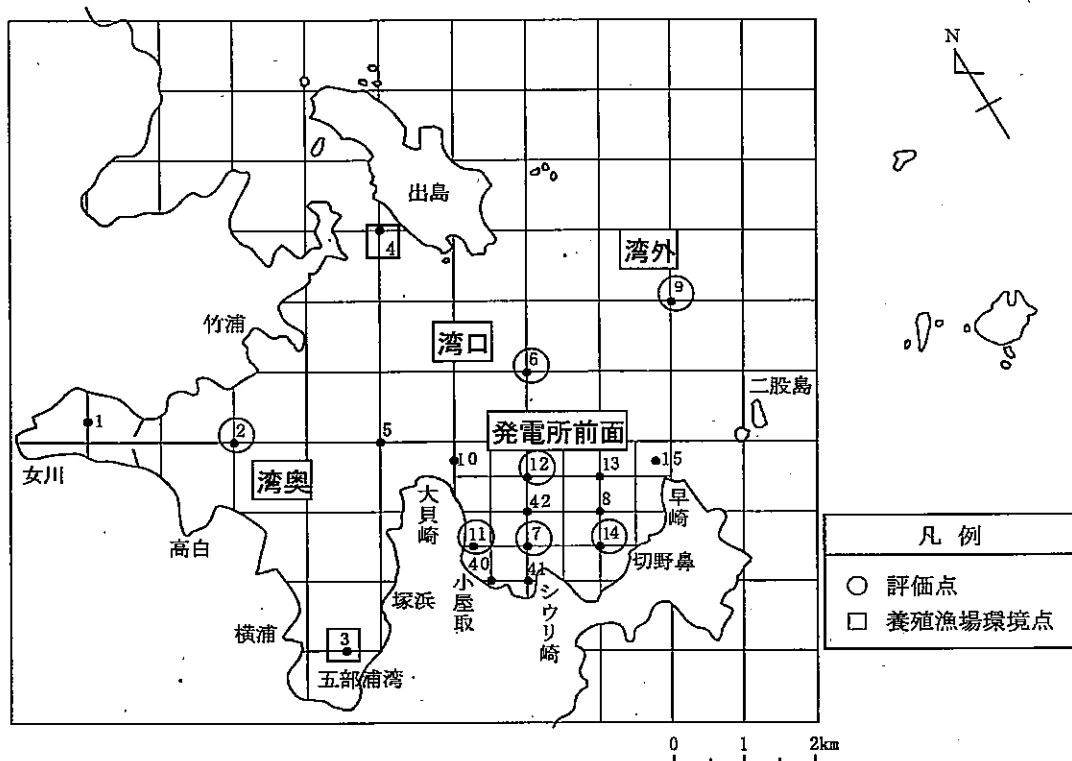 N
出島
4
湾外
9
竹浦
湾口
6
二股島
1
2
5
発電所前面
10
12
13
15
女川
湾奥
大貝崎
42
8
早崎
高白
11
7
14
切野鼻
40
41
小屋取
シウリ崎
塚浜
横浦
3
五部浦湾
凡例
○ 評価点
□ 養殖漁場環境点
0 1 2km